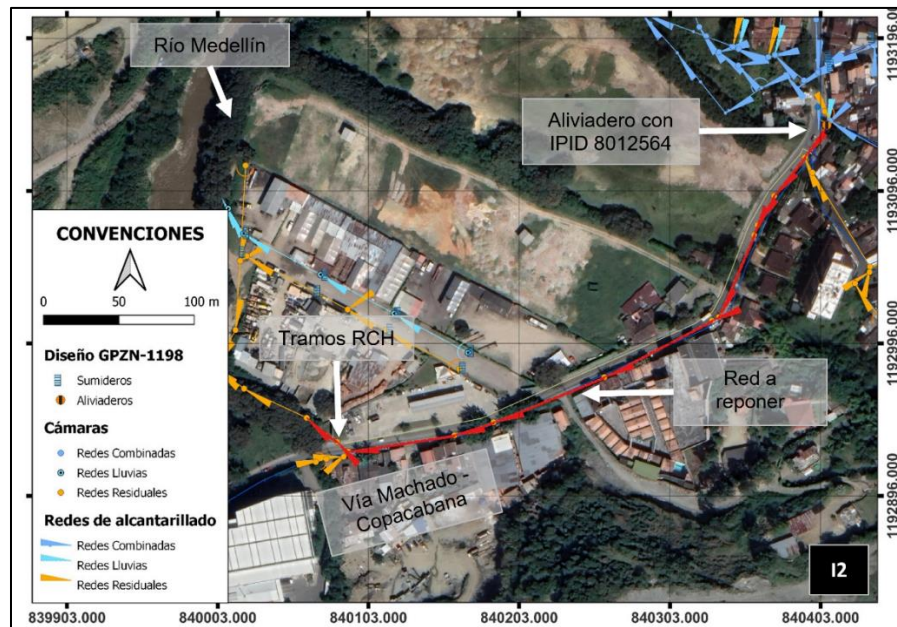 Río Medellín
Aliviadero con
IPID 8012564
Tramos RCH
Red a
reponer
Vía Machado -
Copacabana
CONVENCIONES
0 50 100 m
Diseño GPZN-1198
Sumideros
Aliviaderos
Cámaras
Redes Combinadas
Redes Lluvias
Redes Residuales
Redes de alcantarillado
Redes Combinadas
Redes Lluvias
Redes Residuales
I2
1193196.000
1193096.000
1192996.000
1192896.000
839903.000 840003.000 840103.000 840203.000 840303.000 840403.000